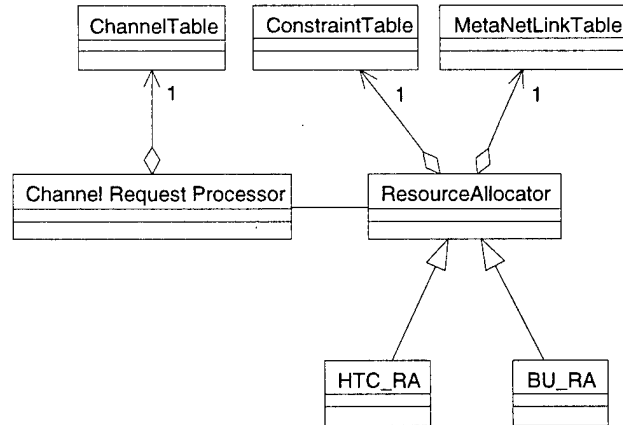 ChannelTable
ConstraintTable
MetaNetLinkTable
1
1
1
Channel Request Processor
ResourceAllocator
HTC_RA
BU_RA